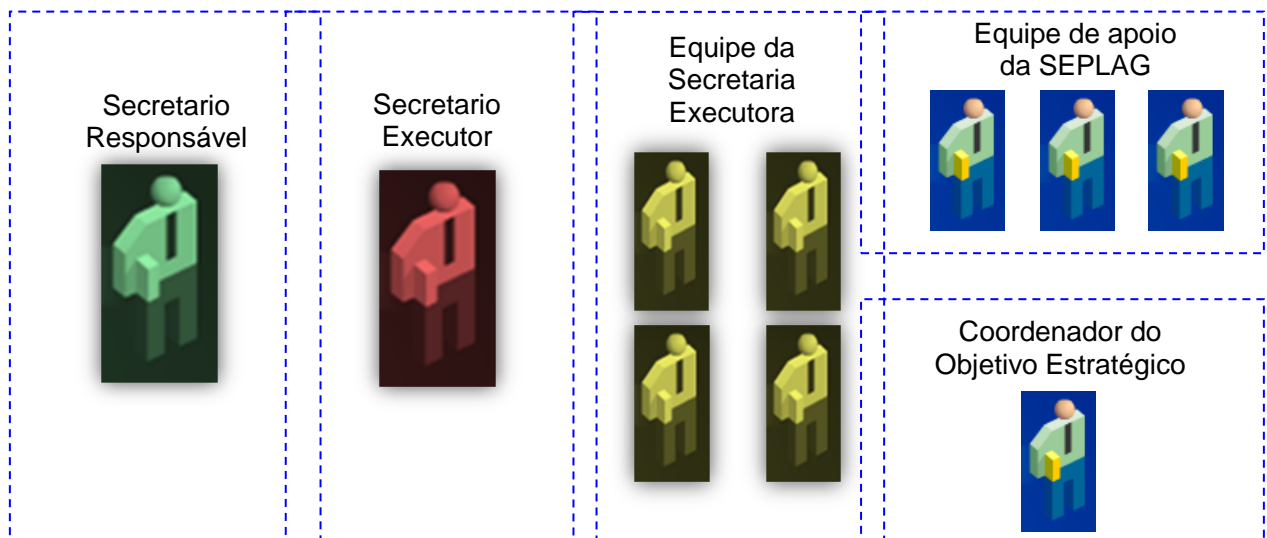 Secretario
Responsável
Secretario
Executor
Equipe da
Secretaria
Executora
Equipe de apoio
da SEPLAG
Coordenador do
Objetivo Estratégico